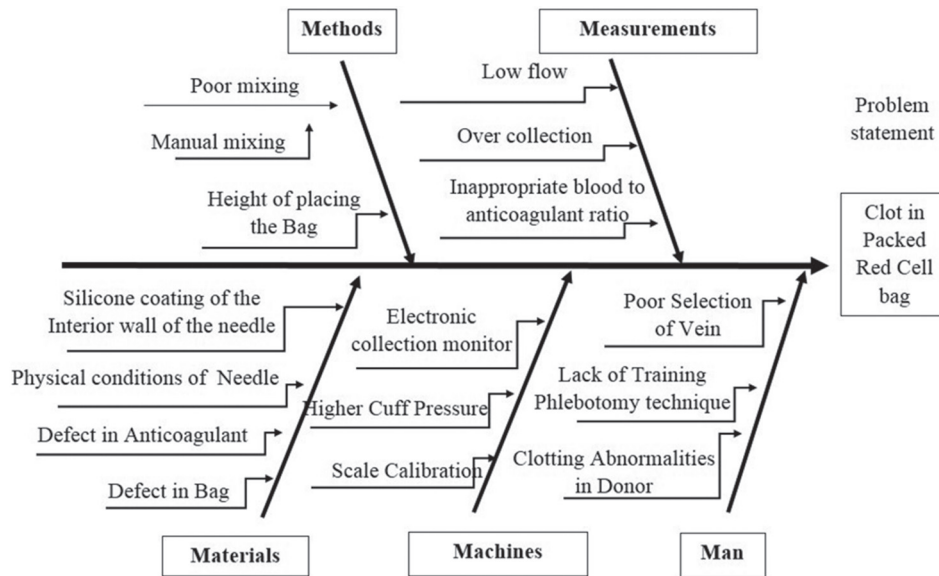 Methods
Measurements
Poor mixing
Manual mixing
Height of placing
the Bag
Low flow
Over collection
Inappropriate blood to
anticoagulant ratio
Problem
statement
Clot in
Packed
Red Cell
bag
Silicone coating of the
Interior wall of the needle
Physical conditions of Needle
Defect in Anticoagulant
Defect in Bag
Electronic
collection monitor
Higher Cuff Pressure
Scale Calibration
Poor Selection
of Vein
Lack of Training
Phlebotomy technique
Clotting Abnormalities
in Donor
Materials
Machines
Man